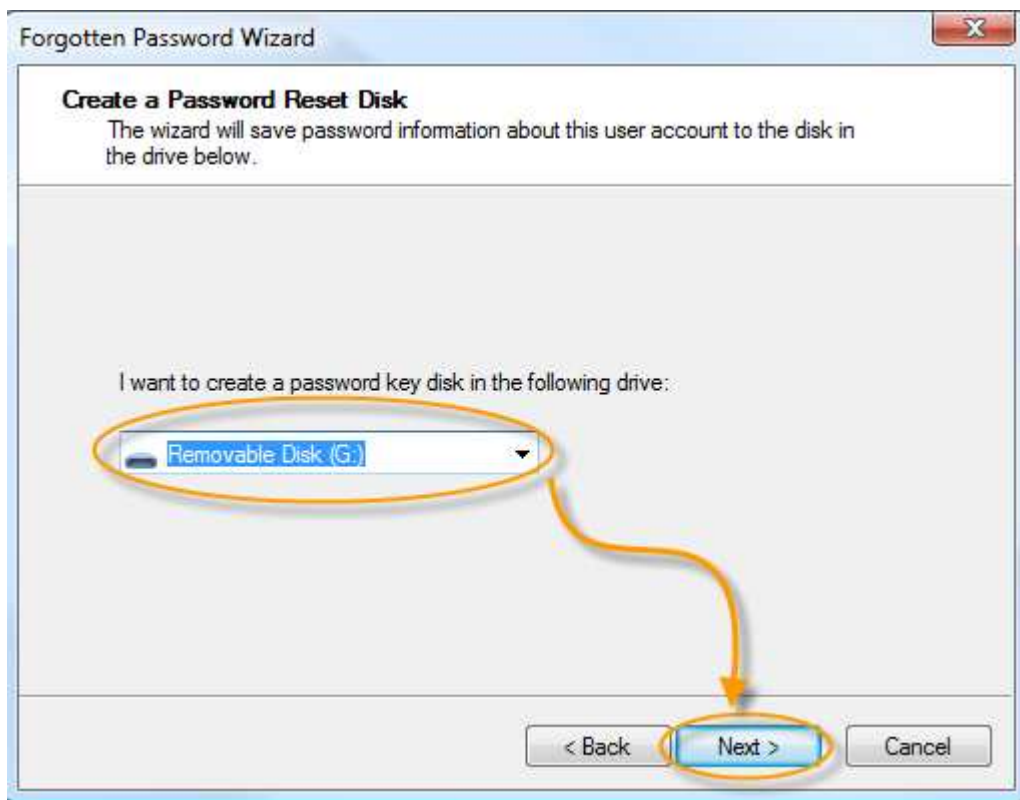 Forgotten Password Wizard
Create a Password Reset Disk
The wizard will save password information about this user account to the disk in
the drive below.
I want to create a password key disk in the following drive:
Removable Disk (G:)
< Back
Next >
Cancel